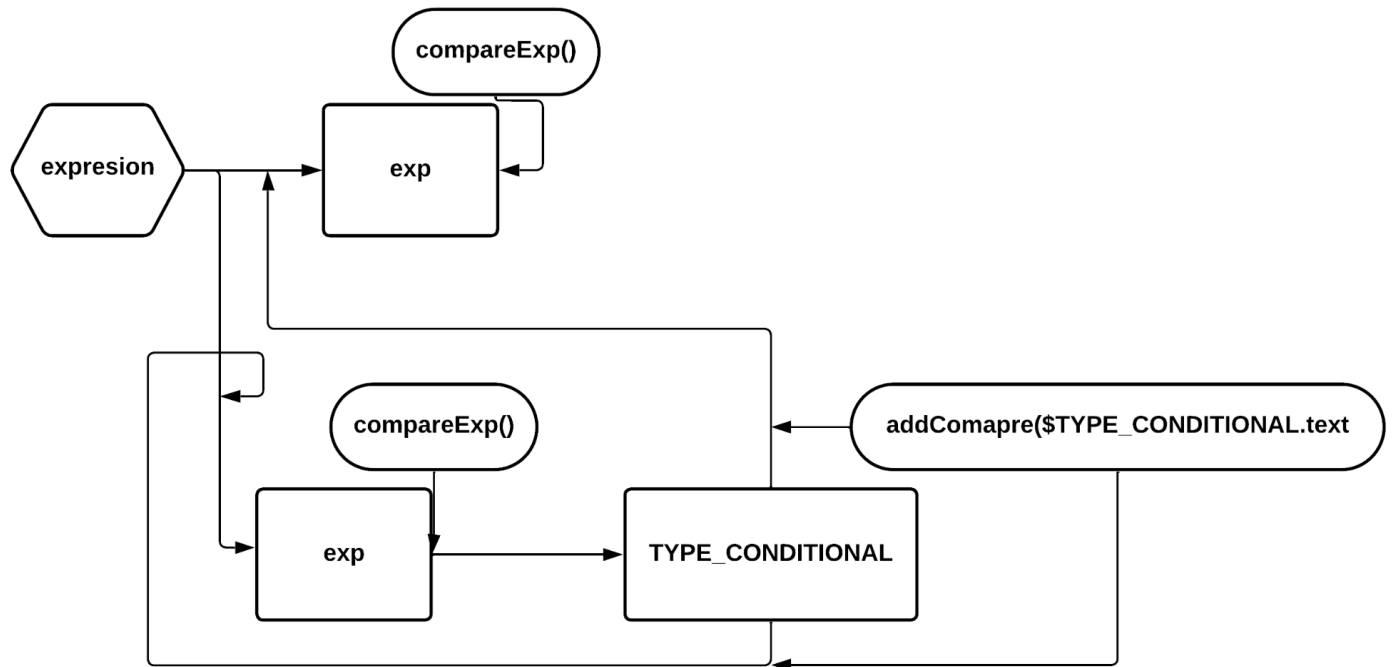 compareExp()
expresion
exp
compareExp()
addComapre($TYPE_CONDITIONAL.text
exp
TYPE_CONDITIONAL